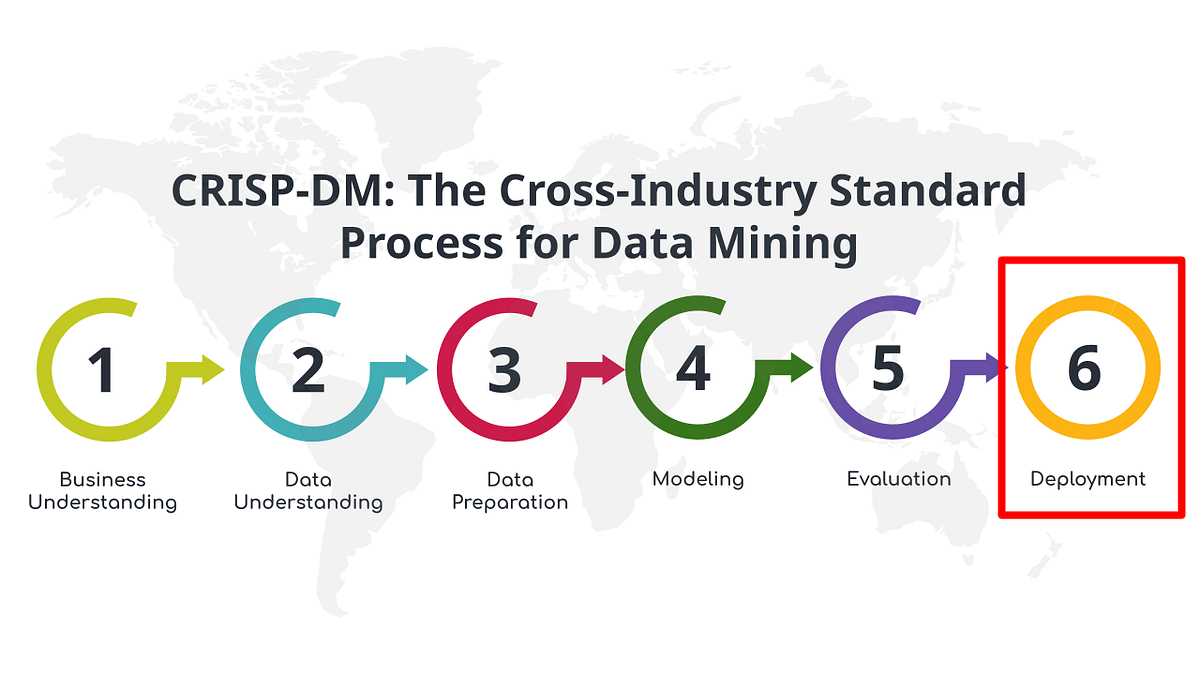 CRISP-DM: The Cross-Industry Standard
Process for Data Mining
1
2
3
4
5
6
Business
Understanding
Data
Understanding
Data
Preparation
Modeling
Evaluation
Deployment